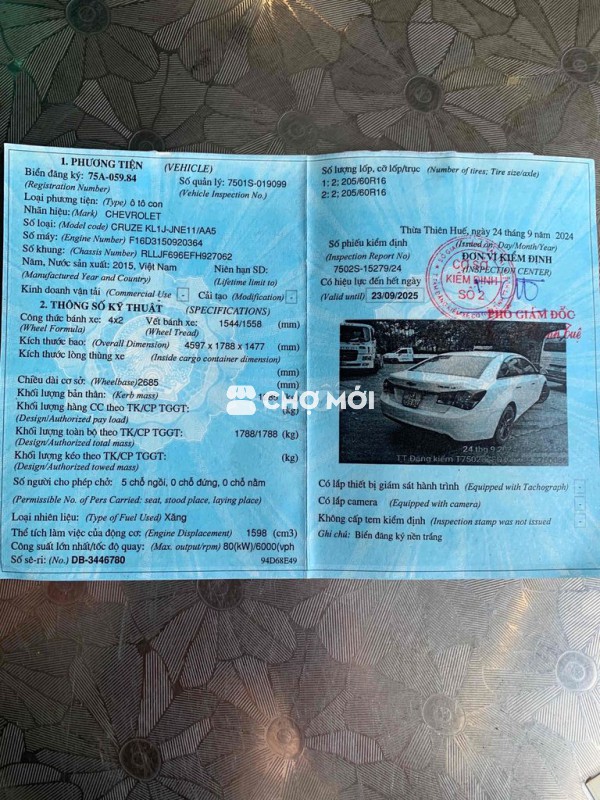 1. PHƯƠNG TIỆN (VEHICLE)
Biển đăng ký: 75A-059.84
Số quản lý: 7501S-019099
(Registration Number)
(Vehicle Inspection No.)
Loại phương tiện: (Type) ô tô con
Nhãn hiệu: (Mark) CHEVROLET
Số loại: (Model code) CRUZE KL1J-JNE11/AA5
Số máy: (Engine Number) F16D3150920364
Số khung: (Chassis Number) RLLJF696EFH927062
Năm, Nước sản xuất: 2015, Việt Nam
Niên hạn SD:
(Manufactured Year and Country)
(Lifetime limit to)
Kinh doanh vận tải (Commercial Use) - Cải tạo (Modification) -
2. THÔNG SỐ KỸ THUẬT (SPECIFICATIONS)
Công thức bánh xe: 4x2 Vết bánh xe: 1544/1558 (mm)
(Wheel Formula) (Wheel Tread)
Kích thước bao: (Overall Dimension) 4597 x 1788 x 1477 (mm)
Kích thước lòng thùng xe (Inside cargo container dimension)
(mm)
Chiều dài cơ sở: (Wheelbase) 2685 (mm)
Khối lượng bản thân: (Kerb mass) (kg)
Khối lượng hàng CC theo TK/CP TGGT: (kg)
(Design/Authorized pay load)
Khối lượng toàn bộ theo TK/CP TGGT: 1788/1788 (kg)
(Design/Authorized total mass)
Khối lượng kéo theo TK/CP TGGT: (kg)
(Design/Authorized towed mass)
Số người cho phép chở: 5 chỗ ngồi, 0 chỗ đứng, 0 chỗ nằm
(Permissible No. of Pers Carried: seat, stood place, laying place)
Loại nhiên liệu: (Type of Fuel Used) Xăng
Thể tích làm việc của động cơ: (Engine Displacement) 1598 (cm3)
Công suất lớn nhất/tốc độ quay: (Max. output/rpm) 80(kW)/6000(vph
Số sê-ri: (No.) DB-3446780 94D68E49
Số lượng lốp, cỡ lốp/trục (Number of tires; Tire size/axle)
1: 2; 205/60R16
2: 2; 205/60R16
Thừa Thiên Huế, ngày 24 tháng 9 năm 2024
(Issued on: Day/Month/Year)
Số phiếu kiểm định
ĐƠN VỊ KIỂM ĐỊNH
(Inspection Report No)
(INSPECTION CENTER)
7502S-15279/24
Có hiệu lực đến hết ngày
(Valid until) 23/09/2025
CƠ SỞ
KIỂM ĐỊNH
SỐ 2
PHÓ GIÁM ĐỐC
CHỢ MỚI
24 thg 9
TT Đăng kiểm
Có lắp thiết bị giám sát hành trình (Equipped with Tachograph) -
Có lắp camera (Equipped with camera) -
Không cấp tem kiểm định (Inspection stamp was not issued -
Ghi chú: Biển đăng ký nền trắng